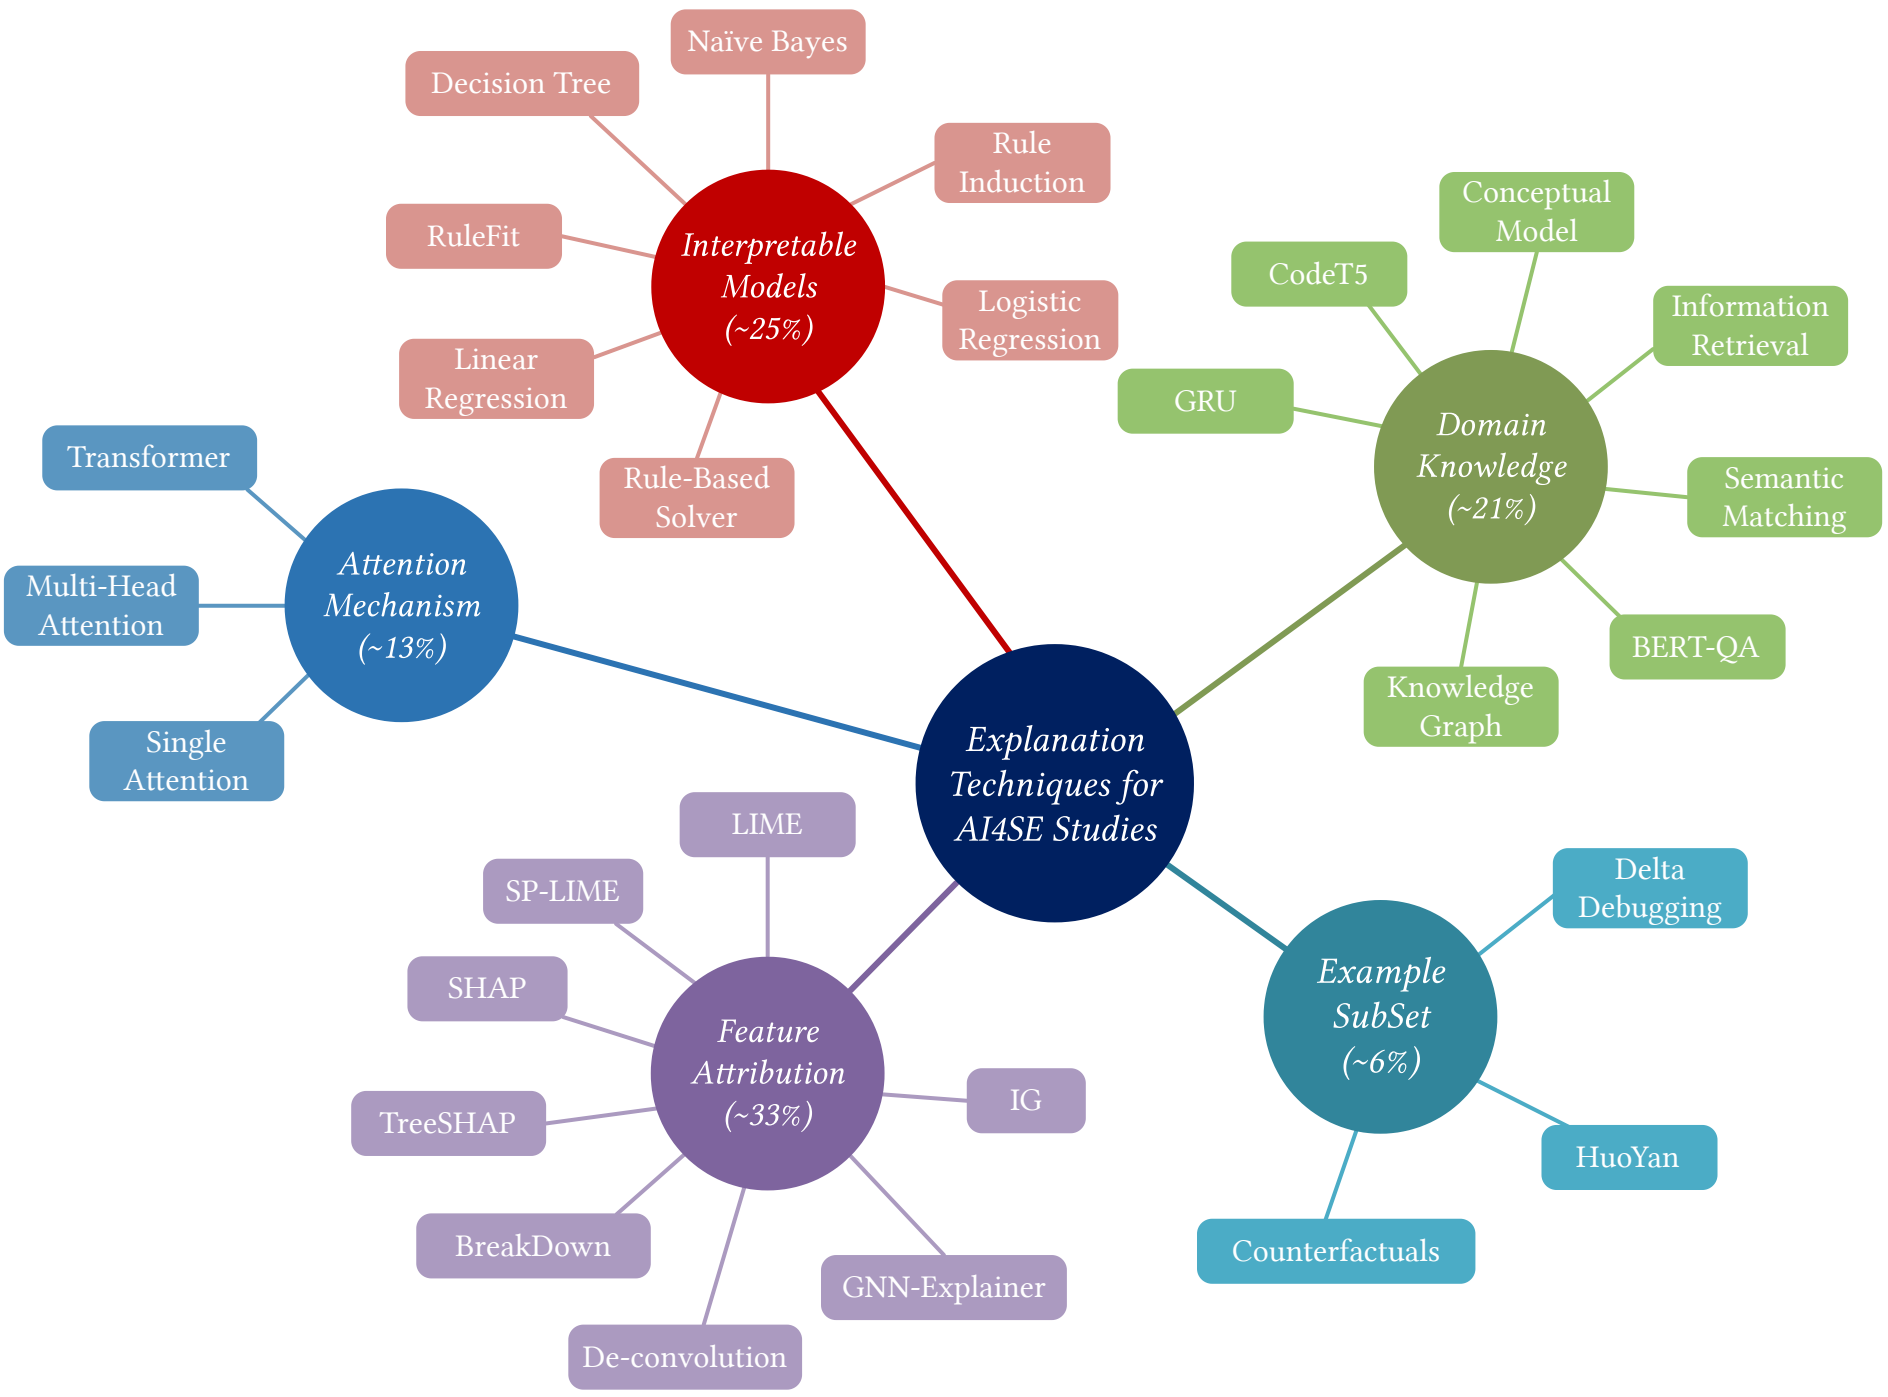 Naïve Bayes
Decision Tree
Rule
Induction
RuleFit
Interpretable
Models
(~25%)
Logistic
Regression
Linear
Regression
Rule-Based
Solver
Conceptual
Model
CodeT5
Information
Retrieval
GRU
Domain
Knowledge
(~21%)
Semantic
Matching
BERT-QA
Knowledge
Graph
Transformer
Attention
Mechanism
(~13%)
Multi-Head
Attention
Single
Attention
Explanation
Techniques for
AI4SE Studies
LIME
SP-LIME
SHAP
Feature
Attribution
(~33%)
IG
TreeSHAP
BreakDown
GNN-Explainer
De-convolution
Delta
Debugging
Example
SubSet
(~6%)
HuoYan
Counterfactuals